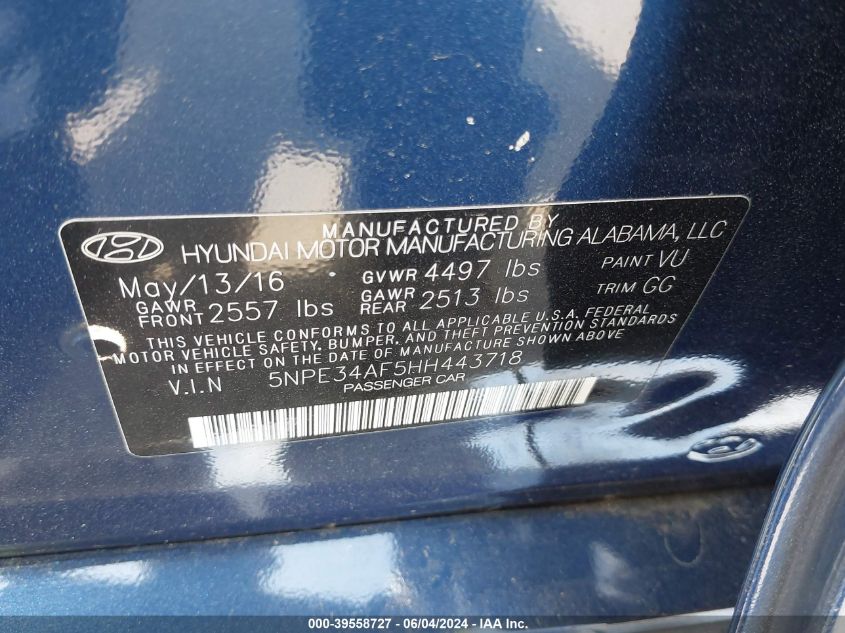 MANUFACTURED BY
HYUNDAI MOTOR MANUFACTURING ALABAMA, LLC
May/13/16 GVWR 4497 lbs PAINT VU
GAWR FRONT 2557 lbs GAWR REAR 2513 lbs TRIM GG
THIS VEHICLE CONFORMS TO ALL APPLICABLE U.S.A. FEDERAL
MOTOR VEHICLE SAFETY, BUMPER, AND THEFT PREVENTION STANDARDS
IN EFFECT ON THE DATE OF MANUFACTURE SHOWN ABOVE
V.I.N 5NPE34AF5HH443718
PASSENGER CAR
000-39558727 - 06/04/2024 - IAA Inc.